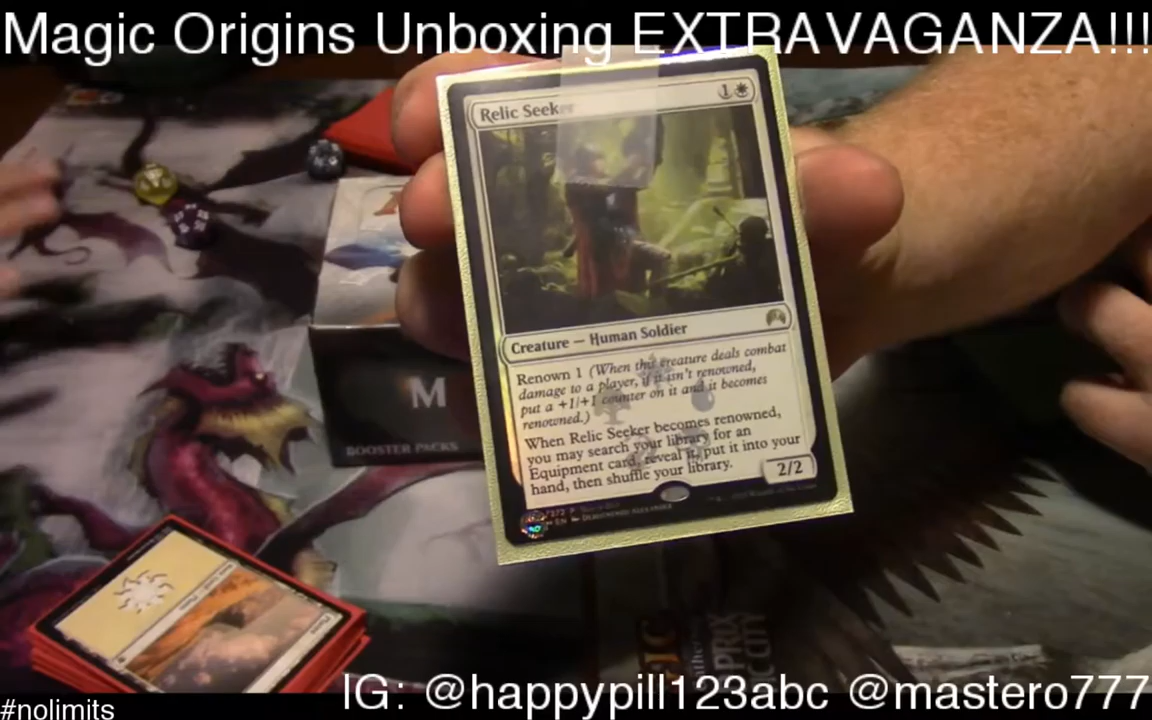 Magic Origins Unboxing EXTRAVAGANZA!!!
Relic Seeker
1
Creature — Human Soldier
Renown 1 (When this creature deals combat
damage to a player, if it isn't renowned,
put a +1/+1 counter on it and it becomes
renowned.)
When Relic Seeker becomes renowned,
you may search your library for an
Equipment card, reveal it, put it into your
hand, then shuffle your library.
2/2
M
BOOSTER PACKS
PRIX
CITY
IG: @happypill123abc @mastero777
#nolimits